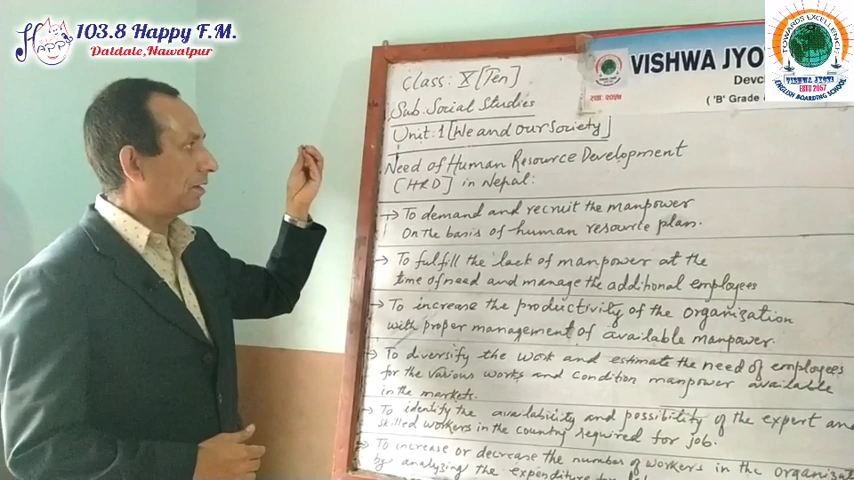 Happy
103.8 Happy F.M.
Daldale,Nawalpur
TOWARDS EXCELLENCE
VISHWA JYOTI
ESTD 2057
ENGLISH BOARDING SCHOOL
VISHWA JYO
Devc
( 'B' Grade
Class: X [Ten]
Sub: Social Studies
Unit: 1 [We and Our Society]
Need of Human Resource Development
[HRD] in Nepal:
→ To demand and recruit the manpower
on the basis of human resource plan.
→ To fulfill the lack of manpower at the
time of need and manage the additional employees
→ To increase the productivity of the organization
with proper management of available manpower.
→ To diversify the work and estimate the need of employees
for the various works and condition manpower available
in the markets.
→ To identify the availability and possibility of the expert and
skilled workers in the country required for job.
→ To increase or decrease the number of workers in the organizat
by analyzing the expenditure for